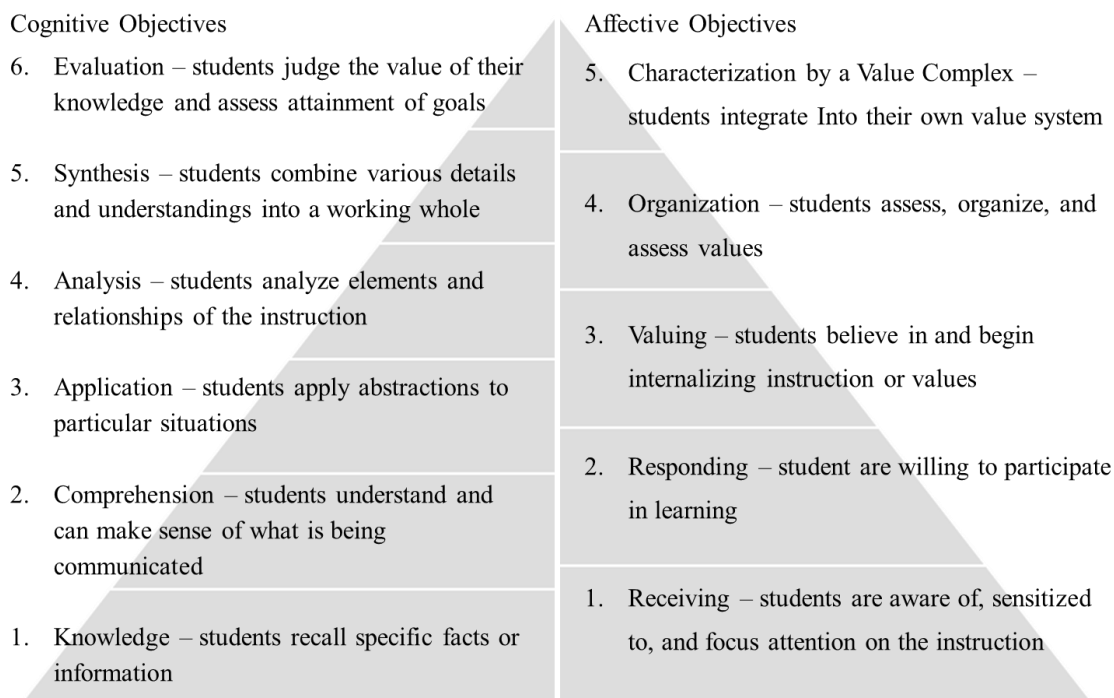 Cognitive Objectives
6. Evaluation – students judge the value of their
knowledge and assess attainment of goals
5. Synthesis – students combine various details
and understandings into a working whole
4. Analysis – students analyze elements and
relationships of the instruction
3. Application – students apply abstractions to
particular situations
2. Comprehension – students understand and
can make sense of what is being
communicated
1. Knowledge – students recall specific facts or
information
Affective Objectives
5. Characterization by a Value Complex –
students integrate Into their own value system
4. Organization – students assess, organize, and
assess values
3. Valuing – students believe in and begin
internalizing instruction or values
2. Responding – student are willing to participate
in learning
1. Receiving – students are aware of, sensitized
to, and focus attention on the instruction